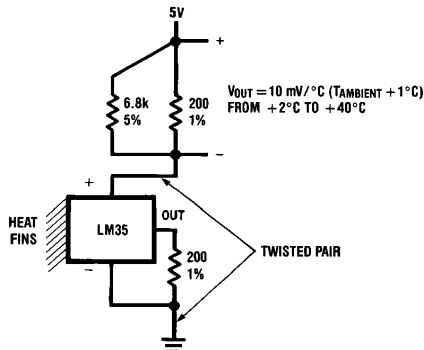 5V
+
6.8k
5%
200
1%
VOUT = 10 mV/°C (TAMBIENT + 1°C)
FROM +2°C TO +40°C
−
+
HEAT
FINS
LM35
OUT
−
200
1%
TWISTED PAIR